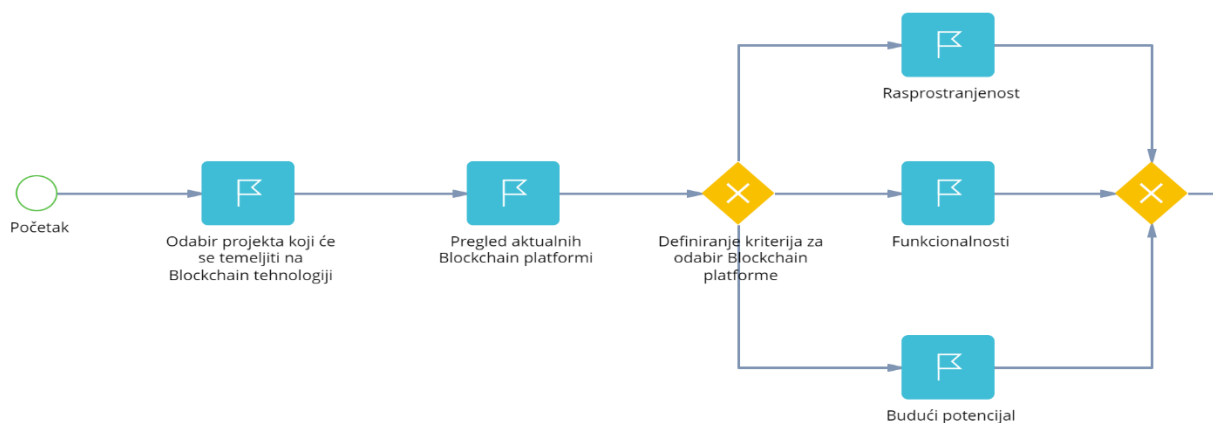 Rasprostranjenost
Početak
Odabir projekta koji će
se temeljiti na
Blockchain tehnologiji
Pregled aktualnih
Blockchain platformi
Definiranje kriterija za
odabir Blockchain
platforme
Funkcionalnosti
Budući potencijal